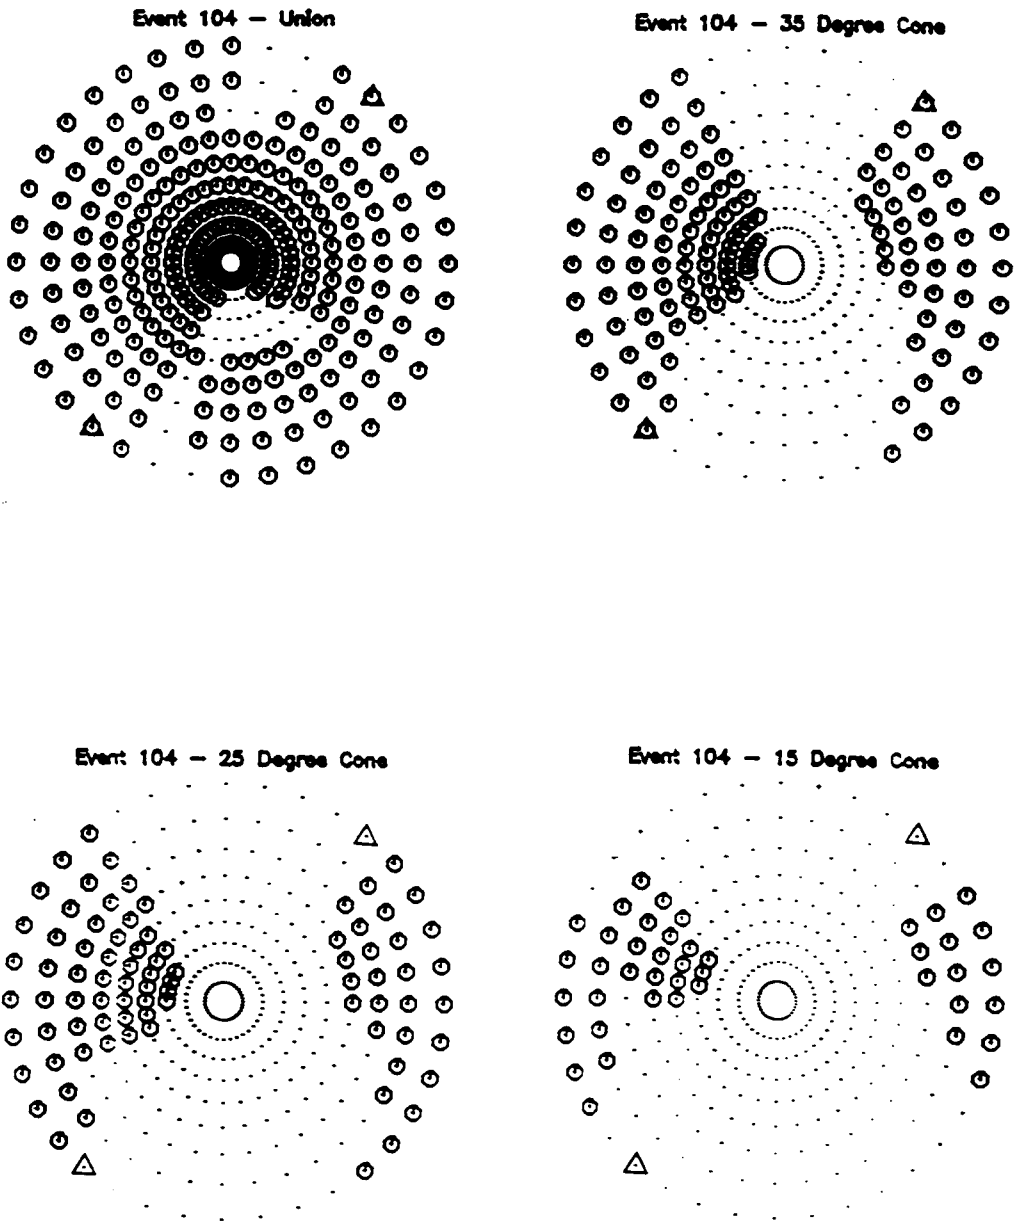 Event 104 - Union
Event 104 - 35 Degree Cone
Event 104 - 25 Degree Cone
Event 104 - 15 Degree Cone